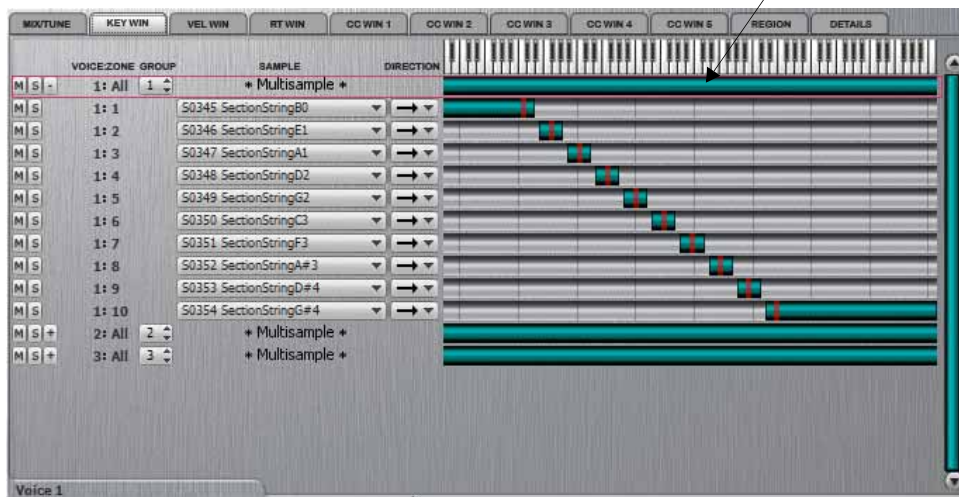 MIX/TUNE KEY WIN VEL WIN RT WIN CC WIN 1 CC WIN 2 CC WIN 3 CC WIN 4 CC WIN 5 REGION DETAILS
VOICE:ZONE GROUP SAMPLE DIRECTION
M S - 1: All 1 * Multisample *
M S 1: 1 S0345 SectionStringB0
M S 1: 2 S0346 SectionStringE1
M S 1: 3 S0347 SectionStringA1
M S 1: 4 S0348 SectionStringD2
M S 1: 5 S0349 SectionStringG2
M S 1: 6 S0350 SectionStringC3
M S 1: 7 S0351 SectionStringF3
M S 1: 8 S0352 SectionStringA#3
M S 1: 9 S0353 SectionStringD#4
M S 1: 10 S0354 SectionStringG#4
M S + 2: All 2 * Multisample *
M S + 3: All 3 * Multisample *
Voice 1